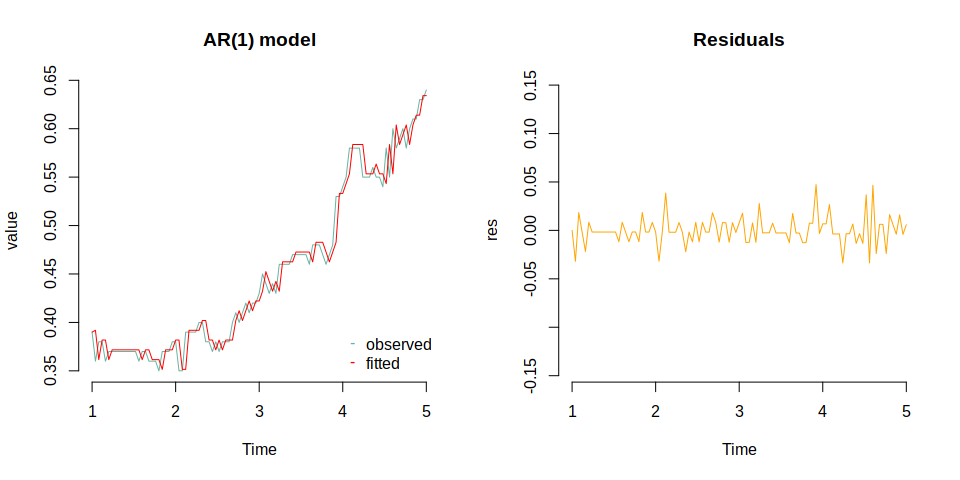 AR(1) model
value
0.65
0.60
0.55
0.50
0.45
0.40
0.35
observed
fitted
1 2 3 4 5
Time
Residuals
res
0.15
0.10
0.05
0.00
-0.05
-0.15
1 2 3 4 5
Time